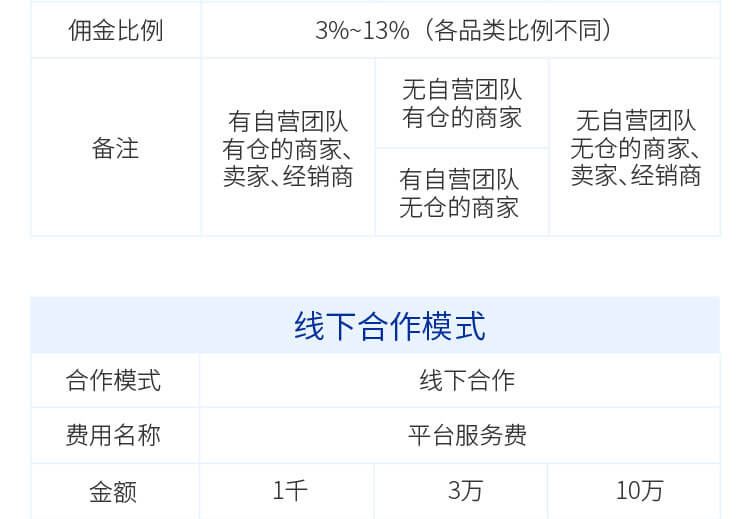 佣金比例
3%~13%（各品类比例不同）
备注
有自营团队
有仓的商家、
卖家、经销商
无自营团队
有仓的商家
有自营团队
无仓的商家
无自营团队
无仓的商家、
卖家、经销商
线下合作模式
合作模式
线下合作
费用名称
平台服务费
金额
1千
3万
10万